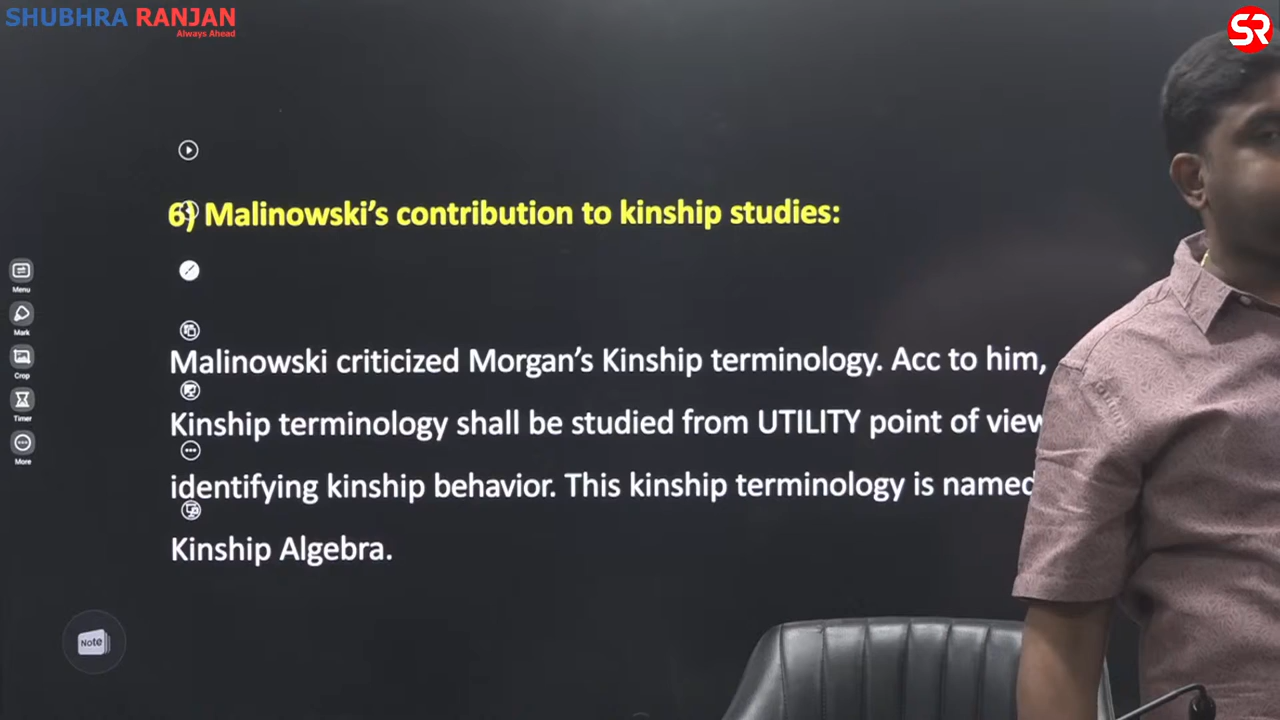 SHUBHRA RANJAN
Always Ahead
SR
6) Malinowski's contribution to kinship studies:
Malinowski criticized Morgan's Kinship terminology. Acc to him,
Kinship terminology shall be studied from UTILITY point of view
identifying kinship behavior. This kinship terminology is named
Kinship Algebra.
Menu
Mark
Crop
Timer
More
Note